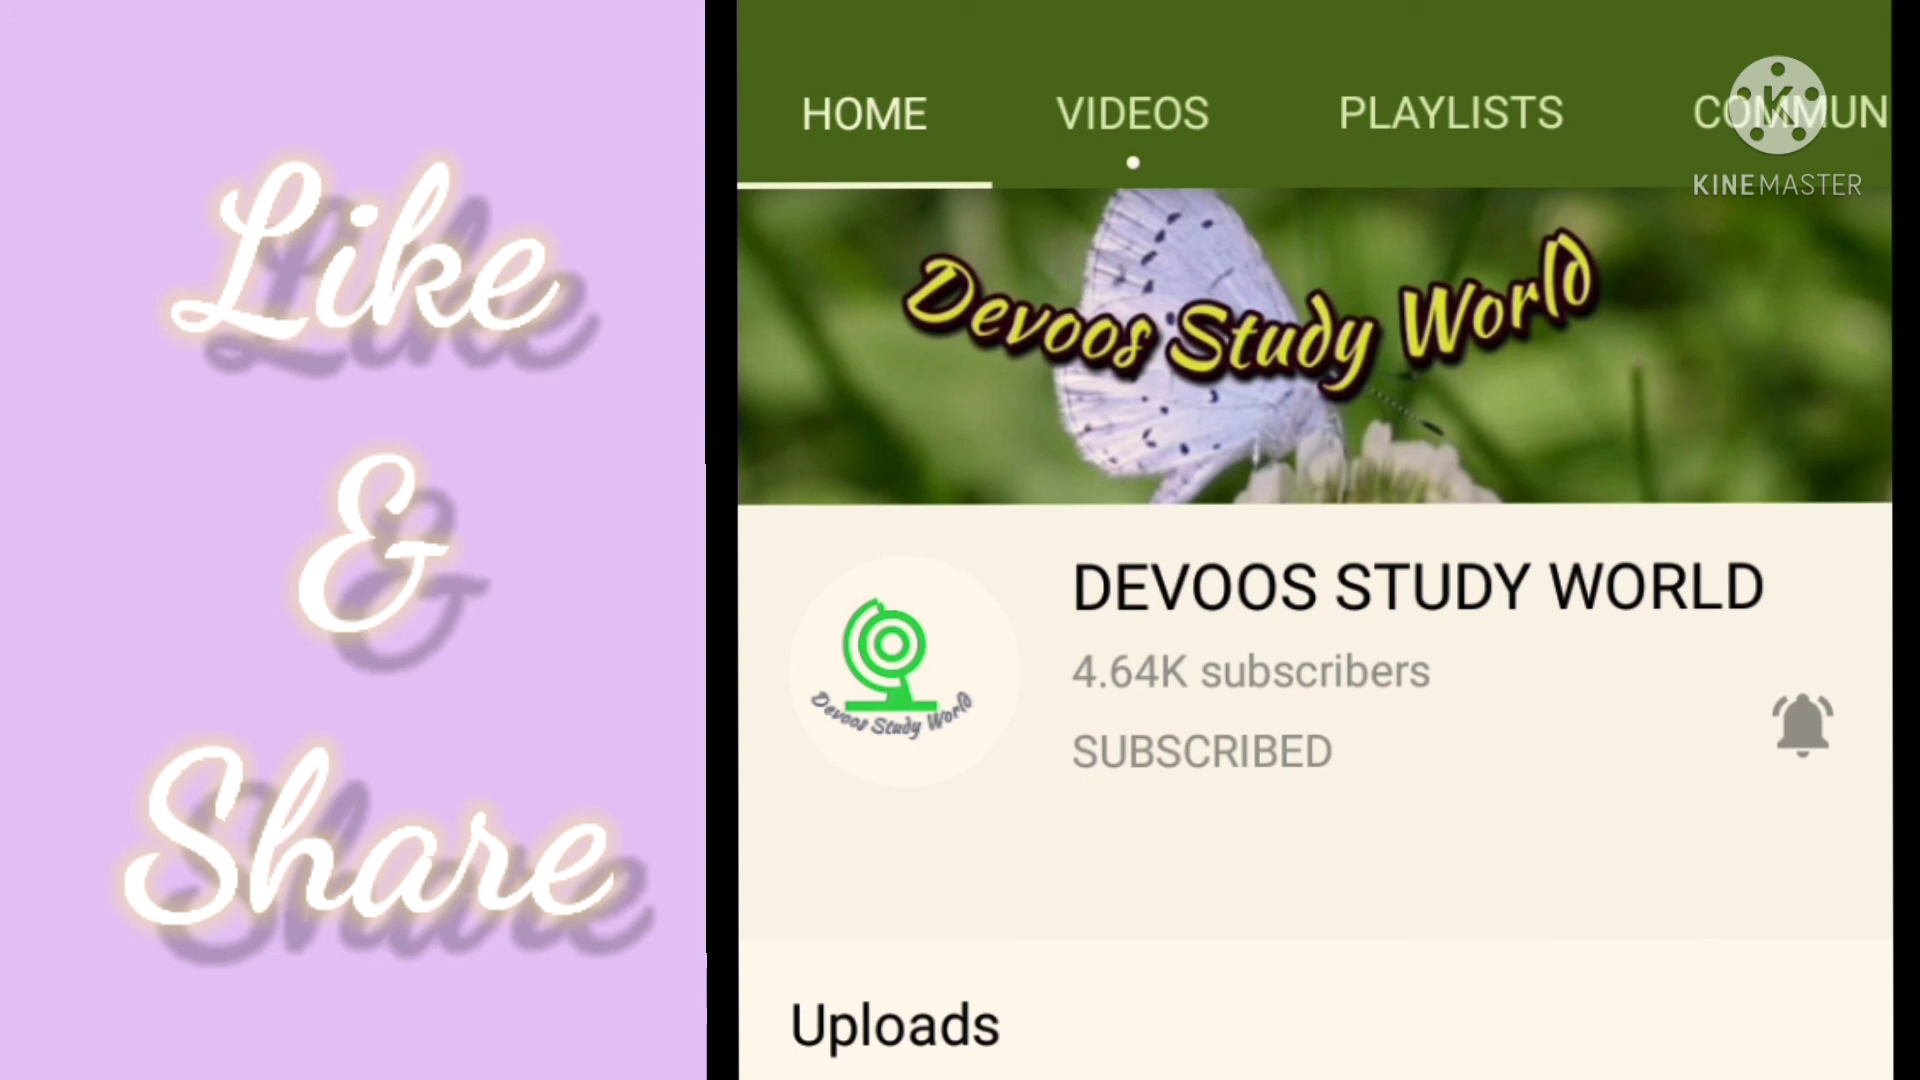 Like
&
Share
HOME VIDEOS PLAYLISTS COMMUN
KINEMASTER
Devoos Study World
DEVOOS STUDY WORLD
4.64K subscribers
SUBSCRIBED
Devoos Study World
Uploads